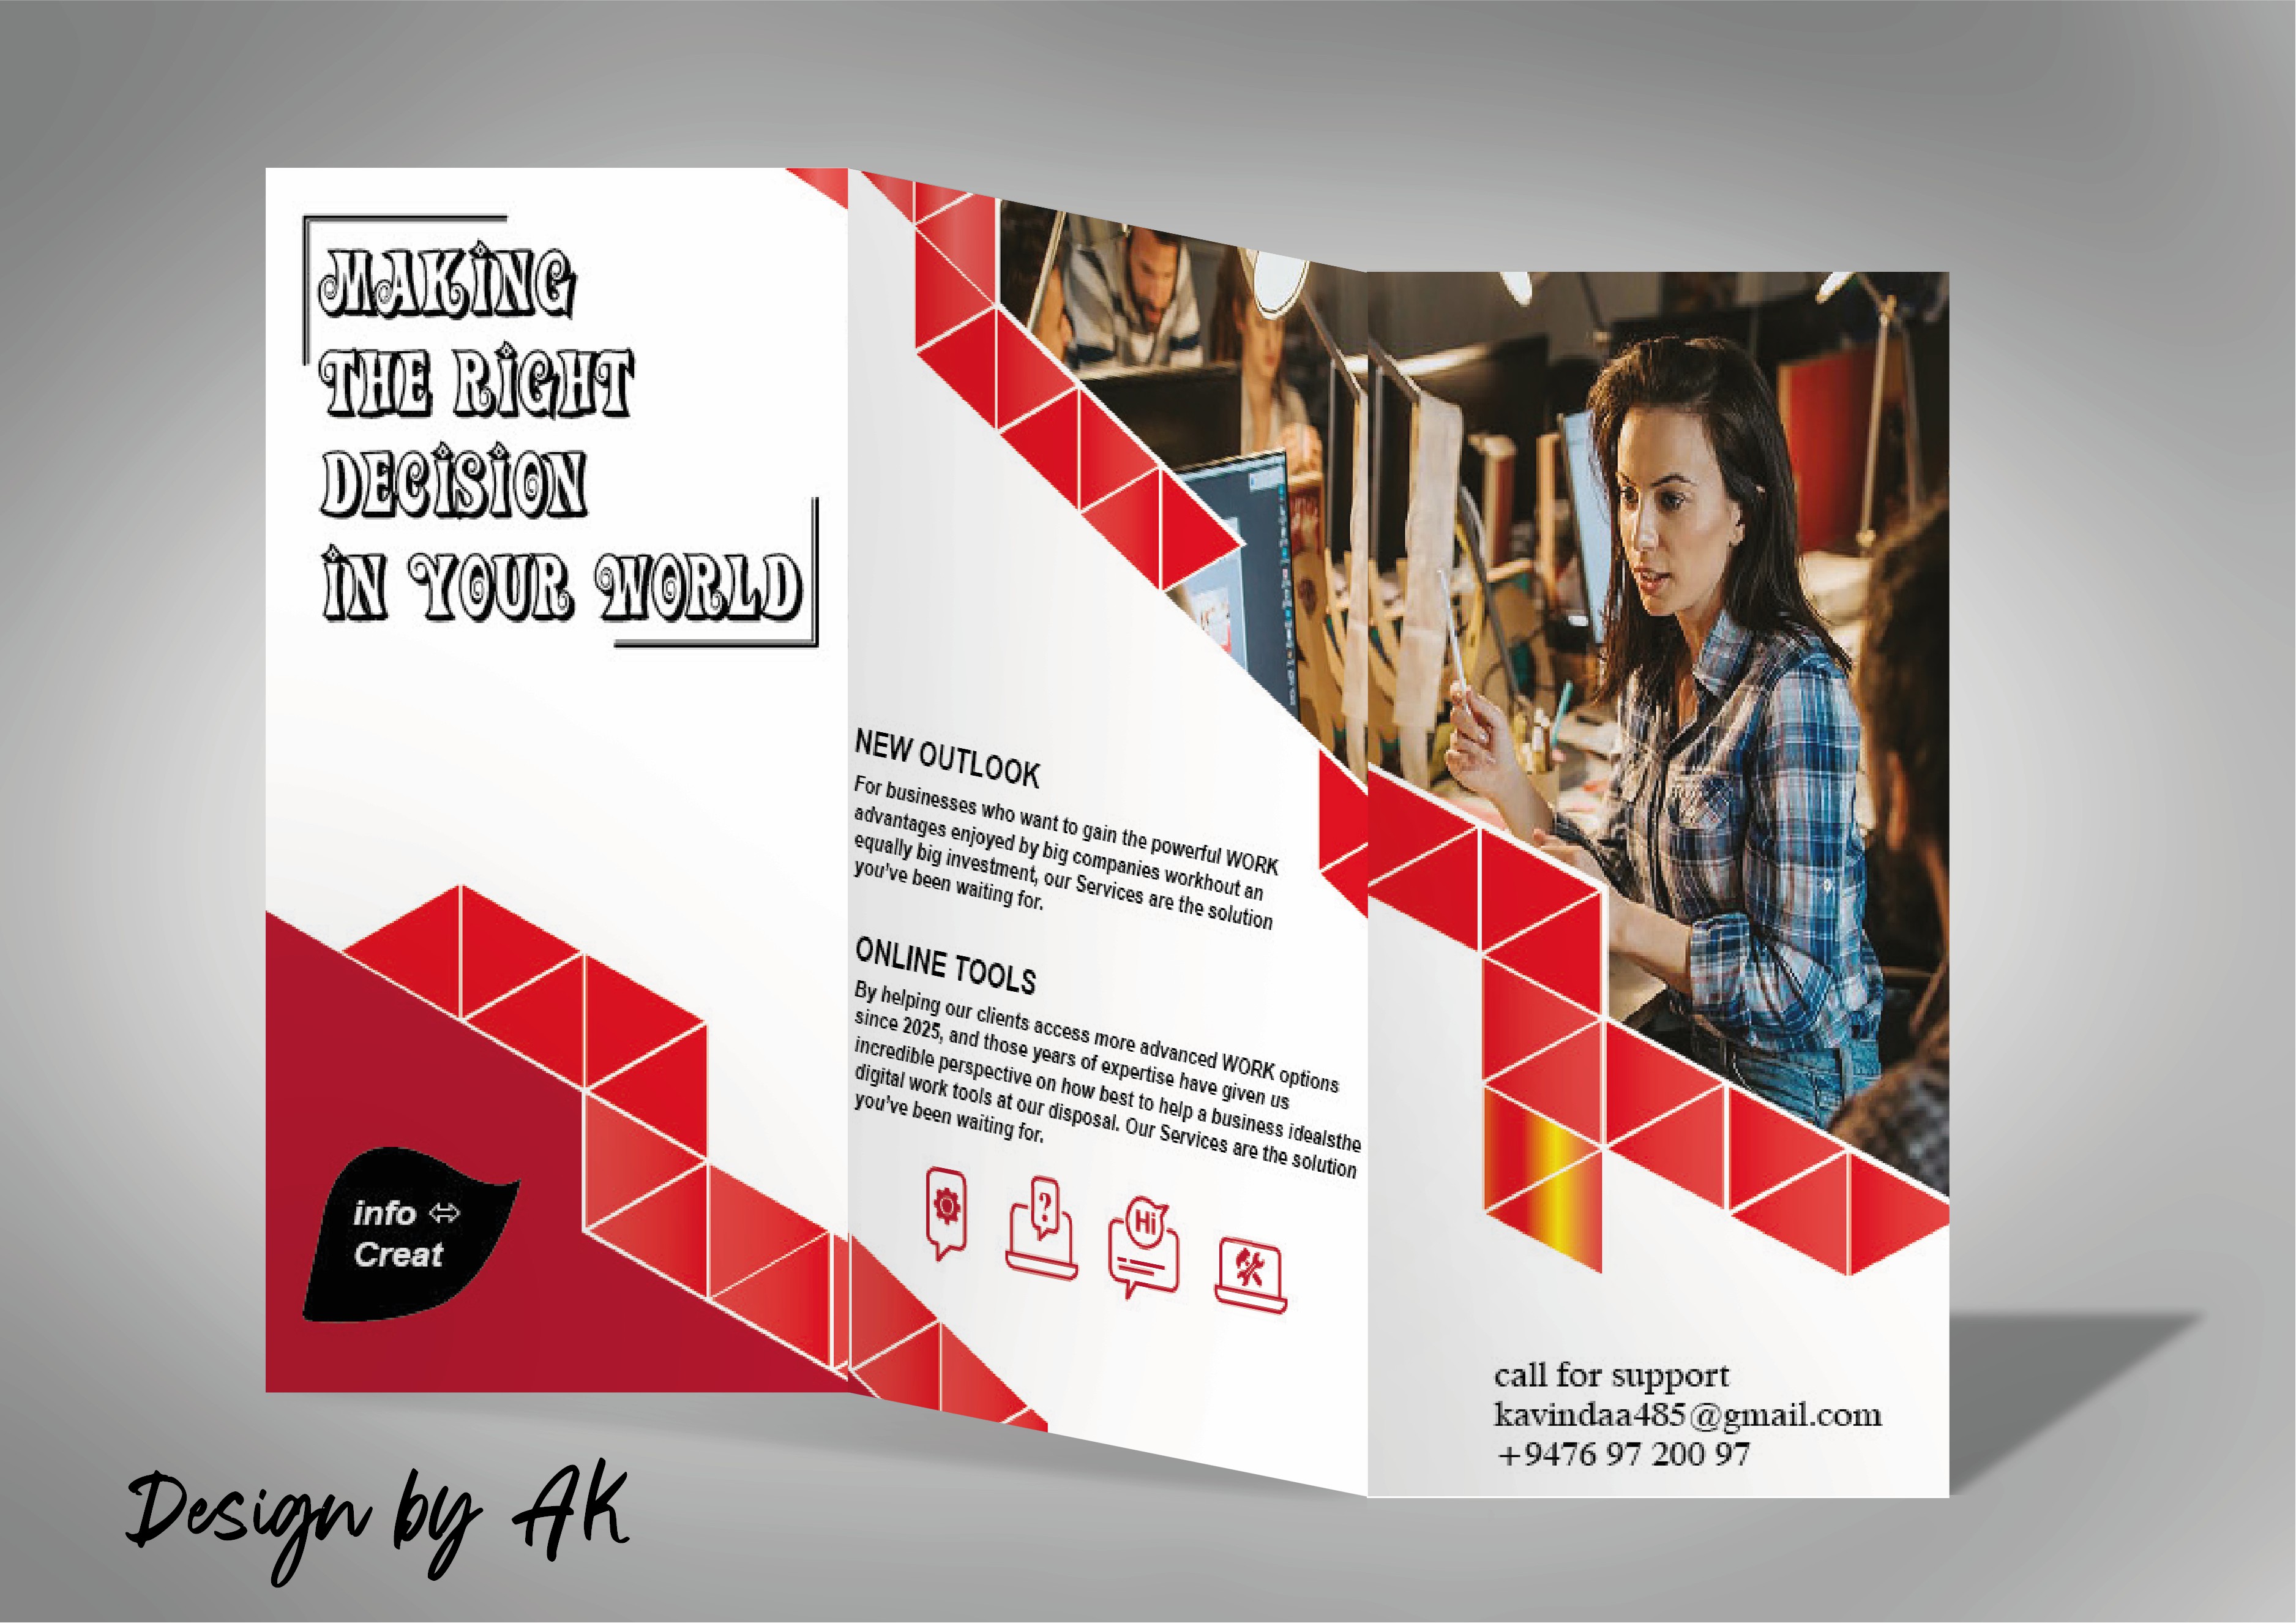 MAKING
THE RIGHT
DECISION
IN YOUR WORLD
info ⇔
Creat
NEW OUTLOOK
For businesses who want to gain the powerful WORK
advantages enjoyed by big companies workhout an
equally big investment, our Services are the solution
you've been waiting for.
ONLINE TOOLS
By helping our clients access more advanced WORK options
since 2025, and those years of expertise have given us
incredible perspective on how best to help a business idealsthe
digital work tools at our disposal. Our Services are the solution
you've been waiting for.
?
Hi
call for support
kavindaa485@gmail.com
+9476 97 200 97
Design by AK